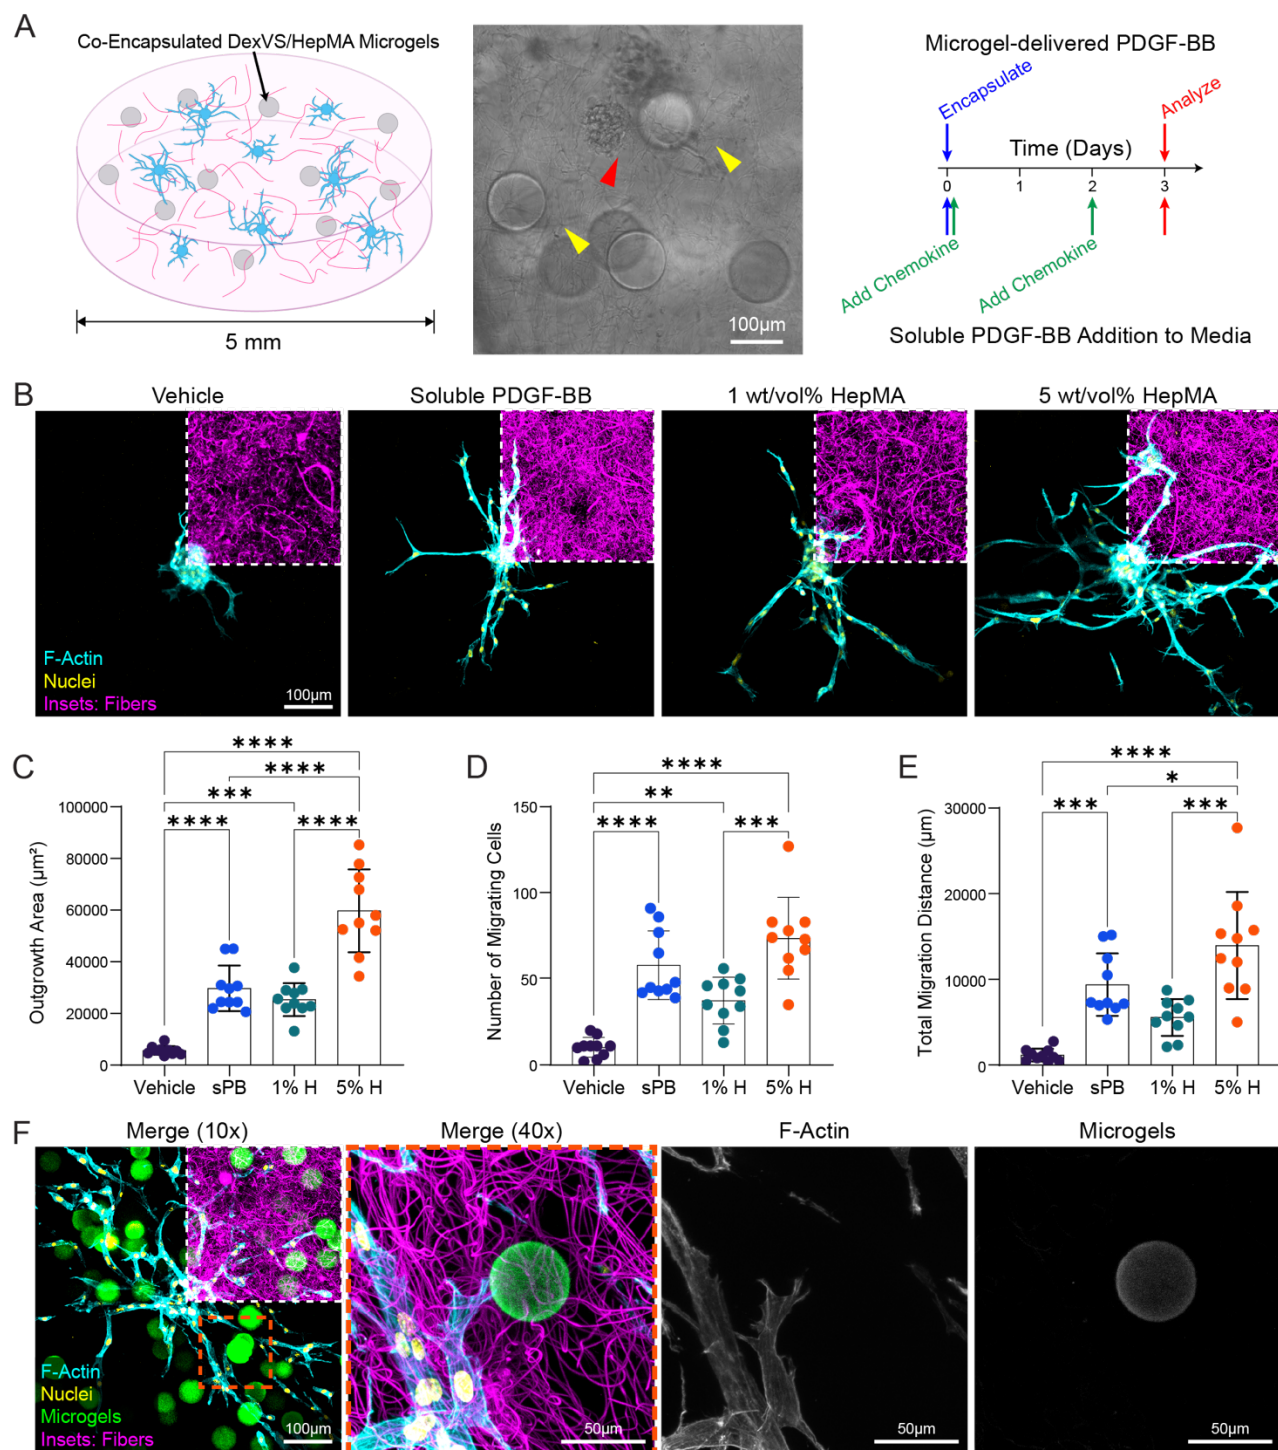 A
Co-Encapsulated DexVS/HepMA Microgels
5 mm
100µm
Microgel-delivered PDGF-BB
Encapsulate
Analyze
Time (Days)
0 1 2 3
Add Chemokine
Add Chemokine
Soluble PDGF-BB Addition to Media
B
Vehicle
Soluble PDGF-BB
1 wt/vol% HepMA
5 wt/vol% HepMA
F-Actin
Nuclei
Insets: Fibers
100µm
C
Outgrowth Area (µm²)
100000
80000
60000
40000
20000
0
Vehicle sPB 1% H 5% H
****
****
***
****
****
D
Number of Migrating Cells
150
100
50
0
Vehicle sPB 1% H 5% H
****
**
****
***
E
Total Migration Distance (µm)
30000
20000
10000
0
Vehicle sPB 1% H 5% H
****
*
***
***
F
Merge (10x)
Merge (40x)
F-Actin
Microgels
F-Actin
Nuclei
Microgels
Insets: Fibers
100µm
50µm
50µm
50µm